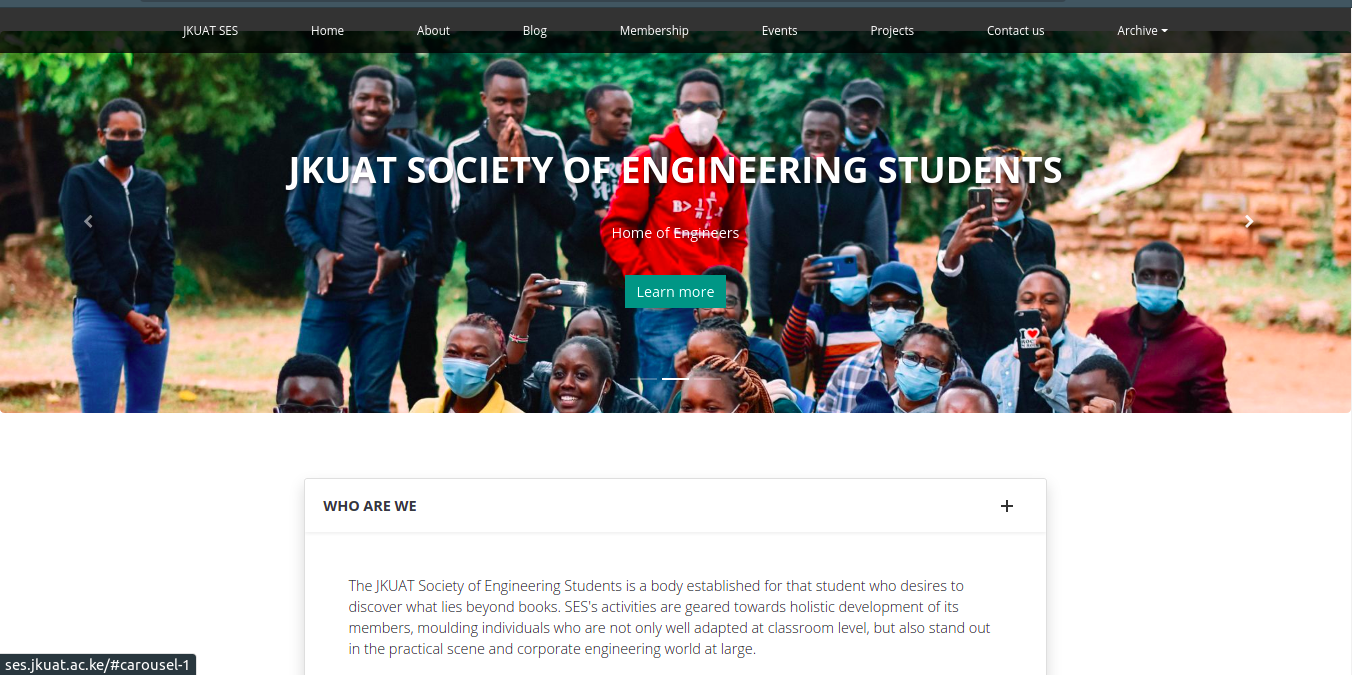 JKUAT SES Home About Blog Membership Events Projects Contact us Archive
JKUAT SOCIETY OF ENGINEERING STUDENTS
B>
Home of Engineers
Learn more
I
WHO ARE WE
The JKUAT Society of Engineering Students is a body established for that student who desires to
discover what lies beyond books. SES's activities are geared towards holistic development of its
members, moulding individuals who are not only well adapted at classroom level, but also stand out
in the practical scene and corporate engineering world at large.
ses.jkuat.ac.ke/#carousel-1